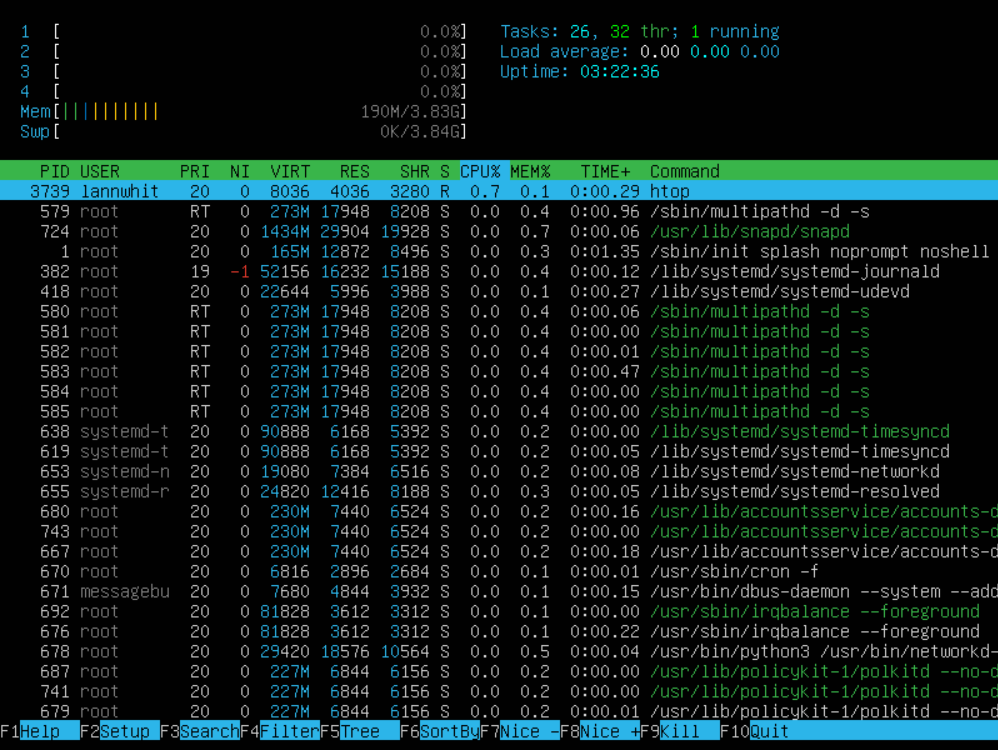 1 [ 0.0%] Tasks: 26, 32 thr; 1 running
2 [ 0.0%] Load average: 0.00 0.00 0.00
3 [ 0.0%] Uptime: 03:22:36
4 [ 0.0%]
Mem[||||||||||| 190M/3.83G]
Swp[ 0K/3.84G]
PID USER PRI NI VIRT RES SHR S CPU% MEM% TIME+ Command
3739 lannwhit 20 0 8036 4036 3280 R 0.7 0.1 0:00.29 htop
579 root RT 0 273M 17948 8208 S 0.0 0.4 0:00.96 /sbin/multipathd -d -s
724 root 20 0 1434M 29904 19928 S 0.0 0.7 0:00.06 /usr/lib/snapd/snapd
1 root 20 0 165M 12872 8496 S 0.0 0.3 0:01.35 /sbin/init splash noprompt noshell
382 root 19 -1 52156 16232 15188 S 0.0 0.4 0:00.12 /lib/systemd/systemd-journald
418 root 20 0 22644 5996 3988 S 0.0 0.1 0:00.27 /lib/systemd/systemd-udevd
580 root RT 0 273M 17948 8208 S 0.0 0.4 0:00.06 /sbin/multipathd -d -s
581 root RT 0 273M 17948 8208 S 0.0 0.4 0:00.00 /sbin/multipathd -d -s
582 root RT 0 273M 17948 8208 S 0.0 0.4 0:00.01 /sbin/multipathd -d -s
583 root RT 0 273M 17948 8208 S 0.0 0.4 0:00.47 /sbin/multipathd -d -s
584 root RT 0 273M 17948 8208 S 0.0 0.4 0:00.00 /sbin/multipathd -d -s
585 root RT 0 273M 17948 8208 S 0.0 0.4 0:00.00 /sbin/multipathd -d -s
638 systemd-t 20 0 90888 6168 5392 S 0.0 0.2 0:00.00 /lib/systemd/systemd-timesyncd
619 systemd-t 20 0 90888 6168 5392 S 0.0 0.2 0:00.05 /lib/systemd/systemd-timesyncd
653 systemd-n 20 0 19080 7384 6516 S 0.0 0.2 0:00.08 /lib/systemd/systemd-networkd
655 systemd-r 20 0 24820 12416 8188 S 0.0 0.3 0:00.05 /lib/systemd/systemd-resolved
680 root 20 0 230M 7440 6524 S 0.0 0.2 0:00.16 /usr/lib/accountsservice/accounts-d
743 root 20 0 230M 7440 6524 S 0.0 0.2 0:00.00 /usr/lib/accountsservice/accounts-d
667 root 20 0 230M 7440 6524 S 0.0 0.2 0:00.18 /usr/lib/accountsservice/accounts-d
670 root 20 0 6816 2896 2684 S 0.0 0.1 0:00.01 /usr/sbin/cron -f
671 messagebu 20 0 7680 4844 3932 S 0.0 0.1 0:00.15 /usr/bin/dbus-daemon --system --add
692 root 20 0 81828 3612 3312 S 0.0 0.1 0:00.00 /usr/sbin/irqbalance --foreground
676 root 20 0 81828 3612 3312 S 0.0 0.1 0:00.22 /usr/sbin/irqbalance --foreground
678 root 20 0 29420 18576 10564 S 0.0 0.5 0:00.04 /usr/bin/python3 /usr/bin/networkd-
687 root 20 0 227M 6844 6156 S 0.0 0.2 0:00.00 /usr/lib/policykit-1/polkitd --no-d
741 root 20 0 227M 6844 6156 S 0.0 0.2 0:00.00 /usr/lib/policykit-1/polkitd --no-d
679 root 20 0 227M 6844 6156 S 0.0 0.2 0:00.01 /usr/lib/policykit-1/polkitd --no-d
F1Help F2Setup F3SearchF4FilterF5Tree F6SortByF7Nice -F8Nice +F9Kill F10Quit